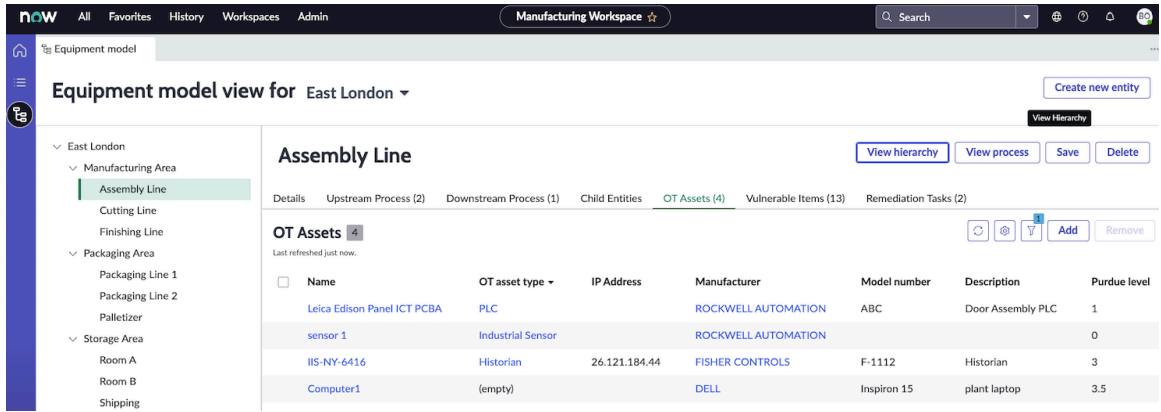 now All Favorites History Workspaces Admin Manufacturing Workspace Search BO
Equipment model
Equipment model view for East London
Create new entity
View Hierarchy
East London
Manufacturing Area
Assembly Line
Cutting Line
Finishing Line
Packaging Area
Packaging Line 1
Packaging Line 2
Palletizer
Storage Area
Room A
Room B
Shipping
Assembly Line
View hierarchy View process Save Delete
Details Upstream Process (2) Downstream Process (1) Child Entities OT Assets (4) Vulnerable Items (13) Remediation Tasks (2)
OT Assets 4
1
Add Remove
Last refreshed just now.
Name OT asset type IP Address Manufacturer Model number Description Purdue level
Leica Edison Panel ICT PCBA PLC ROCKWELL AUTOMATION ABC Door Assembly PLC 1
sensor 1 Industrial Sensor ROCKWELL AUTOMATION 0
IIS-NY-6416 Historian 26.121.184.44 FISHER CONTROLS F-1112 Historian 3
Computer1 (empty) DELL Inspiron 15 plant laptop 3.5